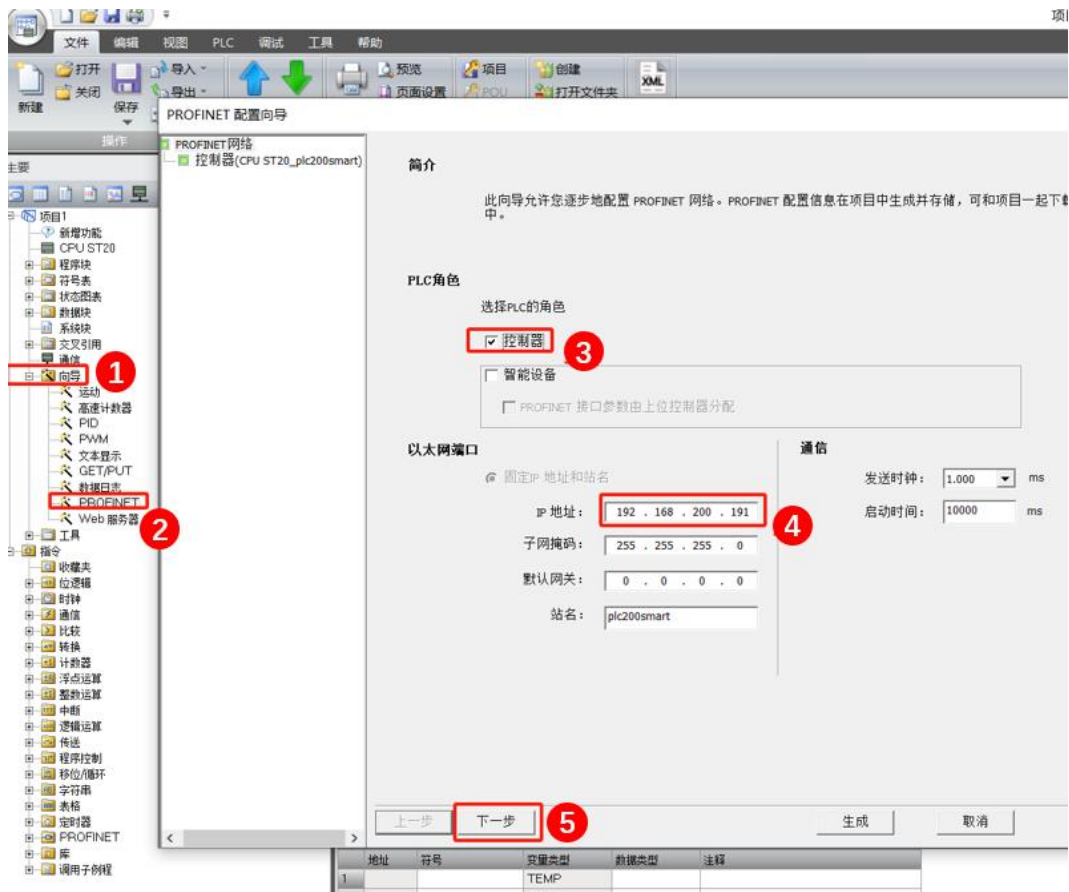 项目
文件 编辑 视图 PLC 调试 工具 帮助
打开 导入 预览 项目 创建
关闭 导出 页面设置 POU 打开文件夹 XML
新建 保存
操作
PROFINET 配置向导
主要
项目1
新增功能
CPU ST20
程序块
符号表
状态图表
数据块
系统块
交叉引用
通信
向导
1
运动
高速计数器
PID
PWM
文本显示
GET/PUT
数据日志
PROFINET
2
Web 服务器
工具
指令
收藏夹
位逻辑
时钟
通信
比较
转换
计数器
浮点运算
整数运算
中断
逻辑运算
传送
程序控制
移位/循环
字符串
表格
定时器
PROFINET
库
调用子例程
PROFINET网络
控制器(CPU ST20_plc200smart)
简介
此向导允许您逐步地配置 PROFINET 网络。PROFINET 配置信息在项目中生成并存储，可和项目一起下载
中。
PLC角色
选择PLC的角色
控制器
3
智能设备
PROFINET 接口参数由上位控制器分配
以太网端口
固定IP 地址和站名
IP 地址： 192 . 168 . 200 . 191
4
子网掩码： 255 . 255 . 255 . 0
默认网关： 0 . 0 . 0 . 0
站名： plc200smart
通信
发送时钟： 1.000 ms
启动时间： 10000 ms
上一步 下一步 5 生成 取消
地址 符号 变量类型 数据类型 注释
1 TEMP